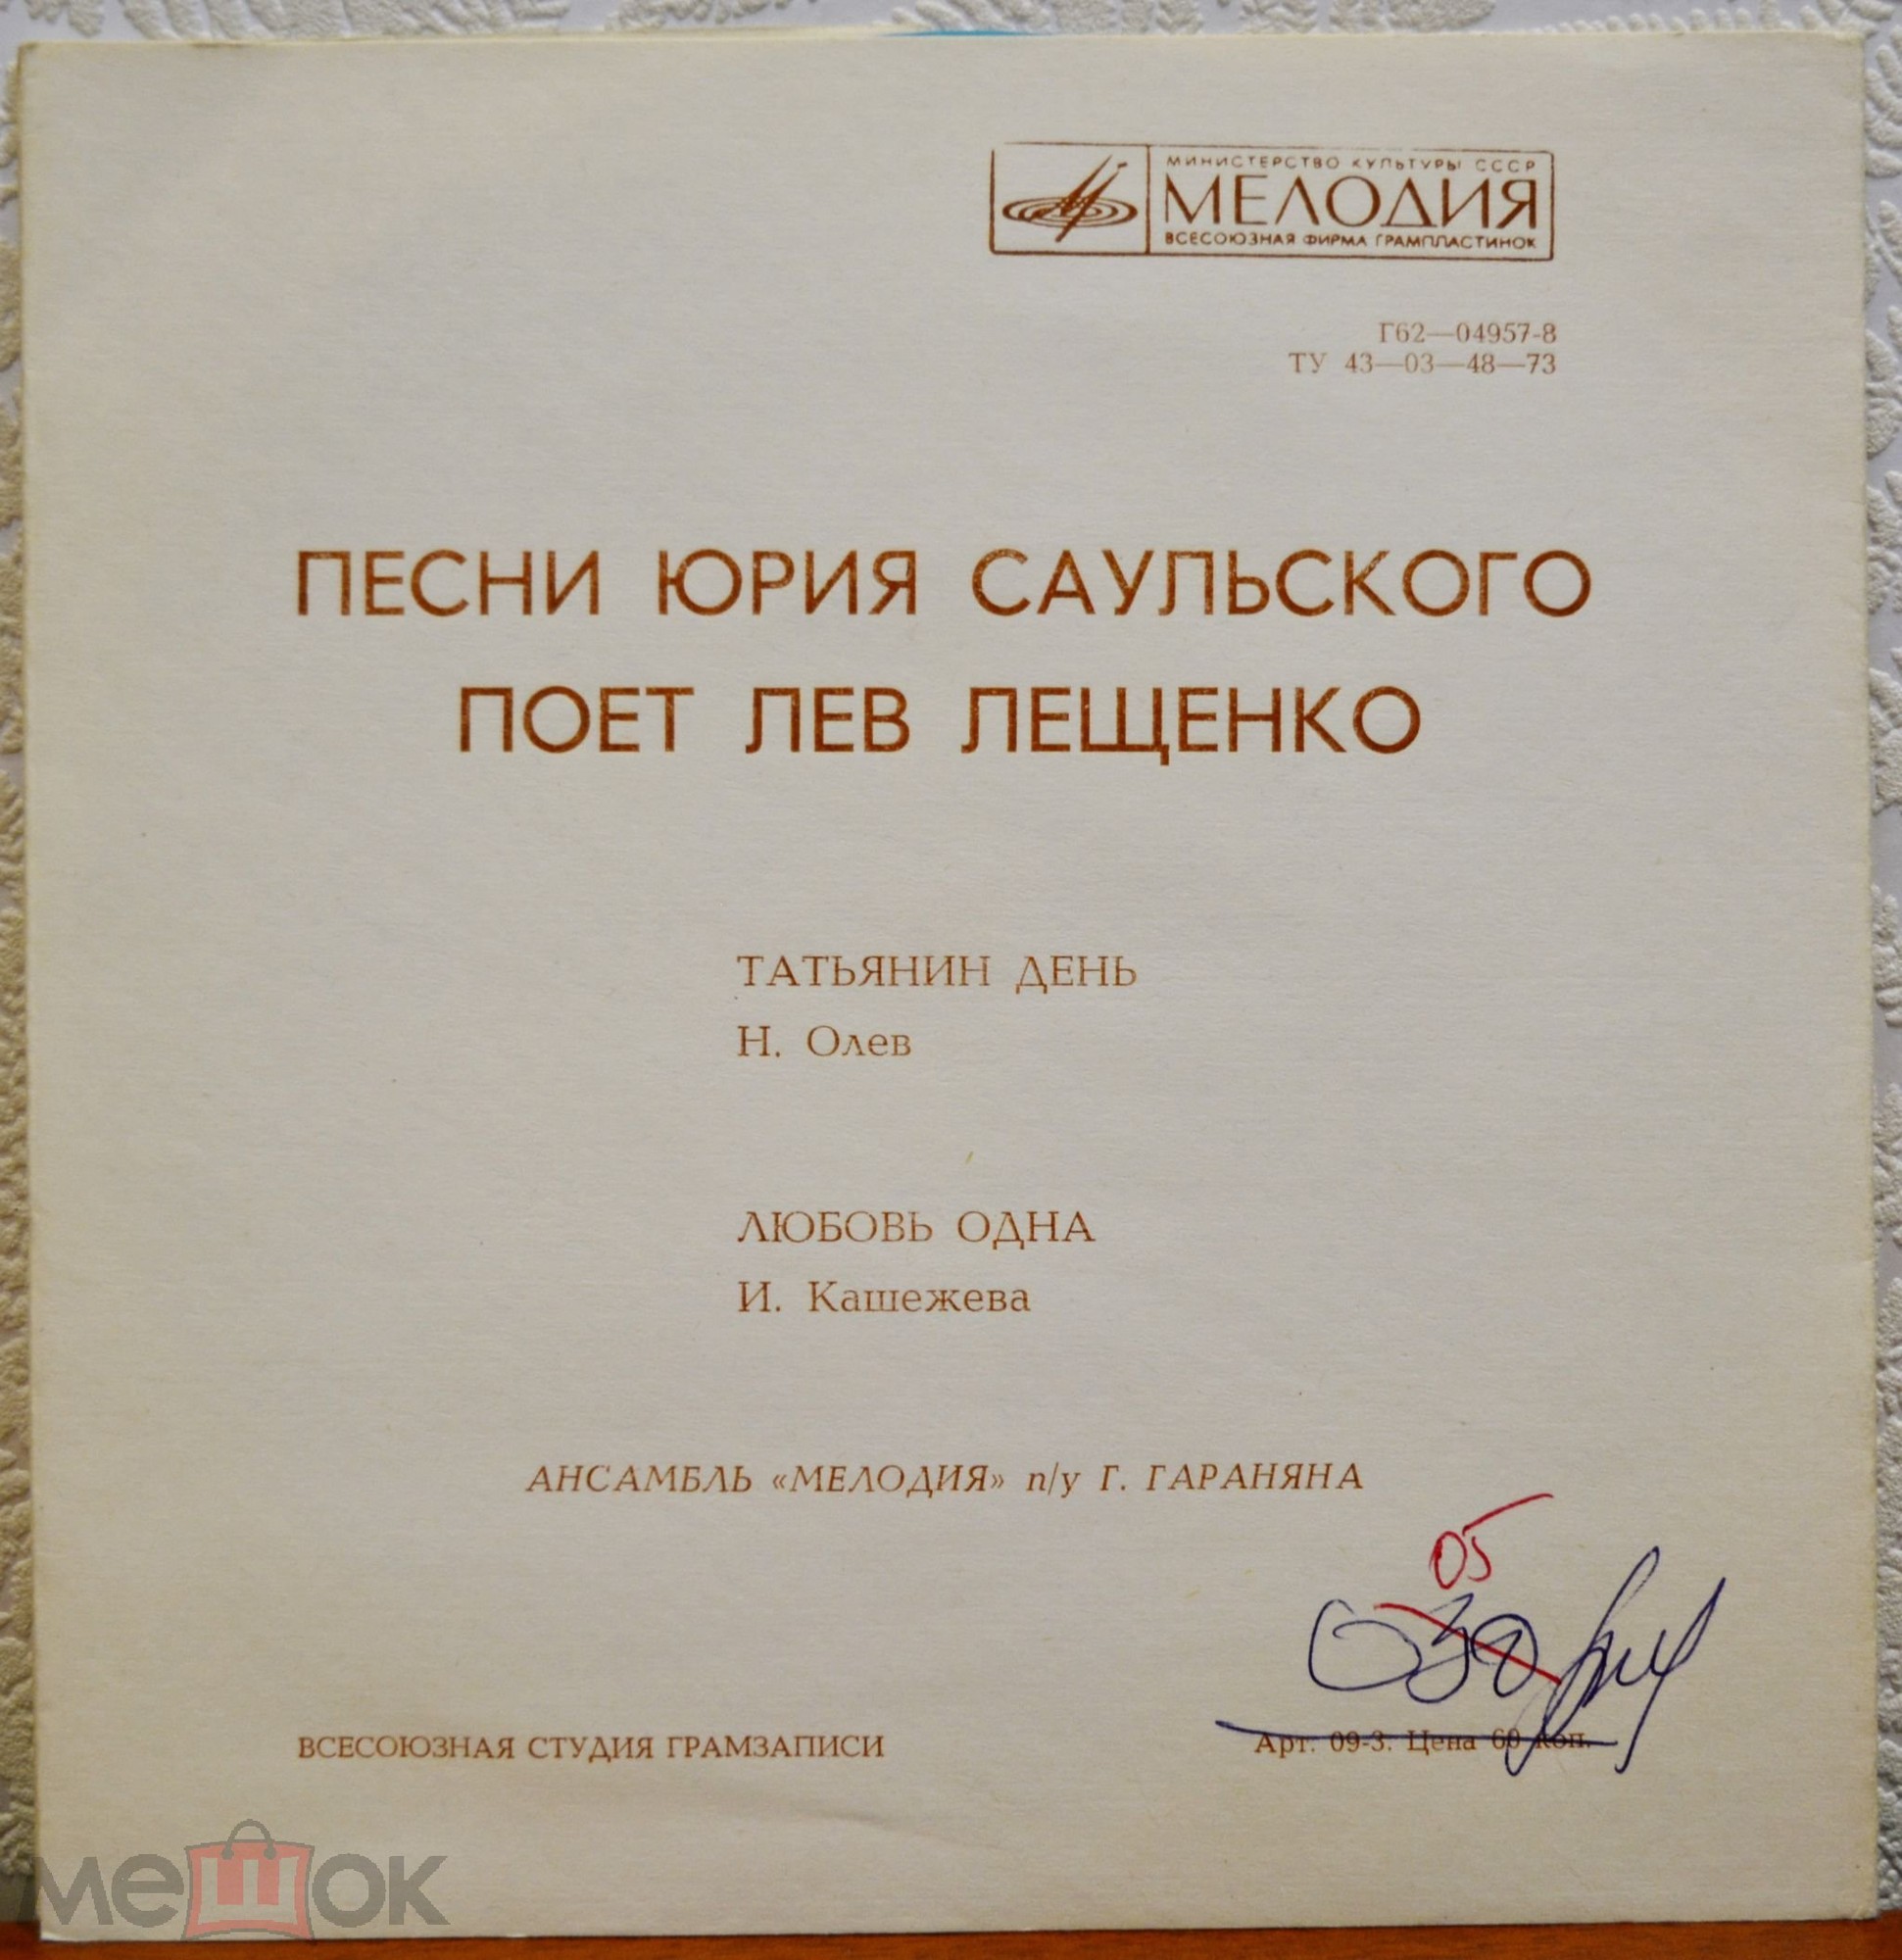 МИНИСТЕРСТВО КУЛЬТУРЫ СССР
МЕЛОДИЯ
ВСЕСОЮЗНАЯ ФИРМА ГРАМПЛАСТИНОК
Г62—04957-8
ТУ 43—03—48—73
ПЕСНИ ЮРИЯ САУЛЬСКОГО
ПОЕТ ЛЕВ ЛЕЩЕНКО
ТАТЬЯНИН ДЕНЬ
Н. Олев
ЛЮБОВЬ ОДНА
И. Кашежева
АНСАМБЛЬ «МЕЛОДИЯ» п/у Г. ГАРАНЯНА
05
ВСЕСОЮЗНАЯ СТУДИЯ ГРАМЗАПИСИ
Арт. 09-3. Цена 60 коп.
мешок